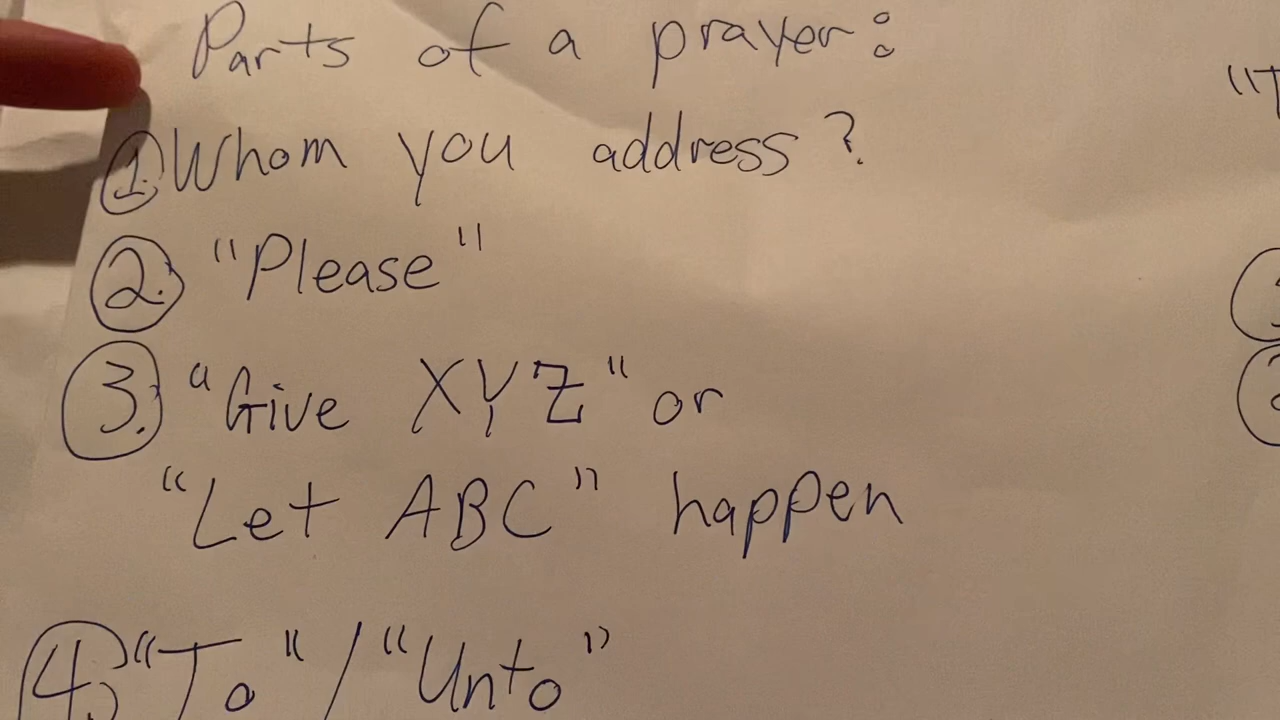 Parts of a prayer:
1. Whom you address?
2. "Please"
3. "Give XYZ" or
"Let ABC" happen
4. "To" / "Unto"
"T